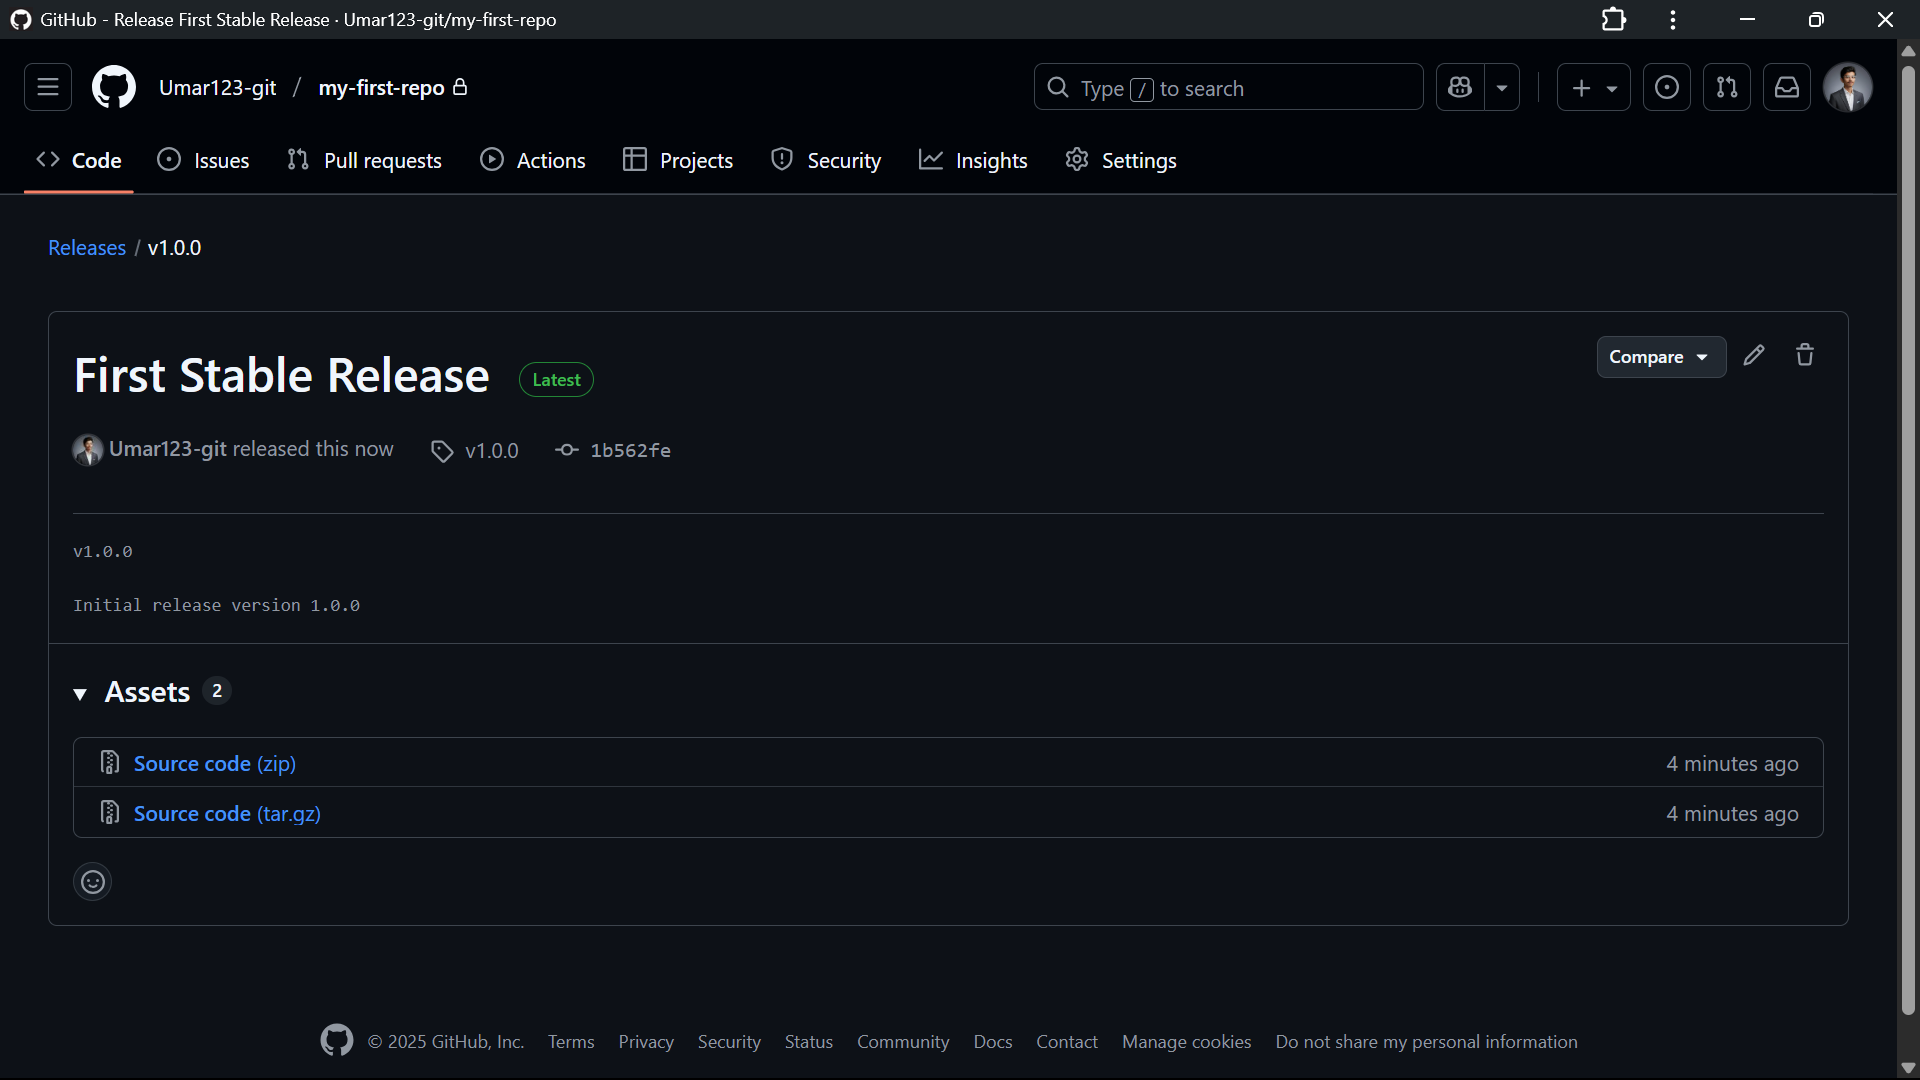 GitHub - Release First Stable Release · Umar123-git/my-first-repo
Umar123-git / my-first-repo
Type / to search
Code Issues Pull requests Actions Projects Security Insights Settings
Releases / v1.0.0
First Stable Release Latest
Compare
Umar123-git released this now v1.0.0 1b562fe
v1.0.0
Initial release version 1.0.0
Assets 2
Source code (zip) 4 minutes ago
Source code (tar.gz) 4 minutes ago
© 2025 GitHub, Inc. Terms Privacy Security Status Community Docs Contact Manage cookies Do not share my personal information